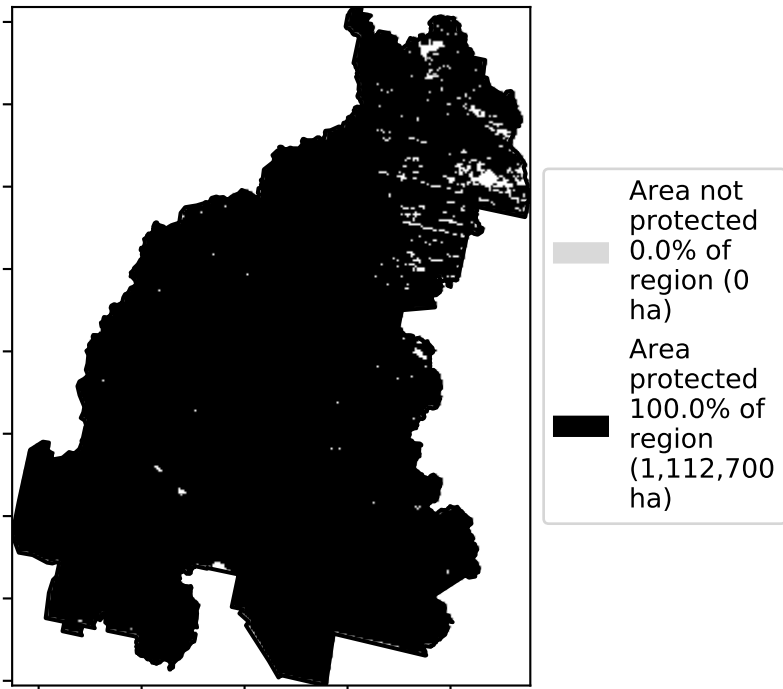 Area not
protected
0.0% of
region (0
ha)
Area
protected
100.0% of
region
(1,112,700
ha)